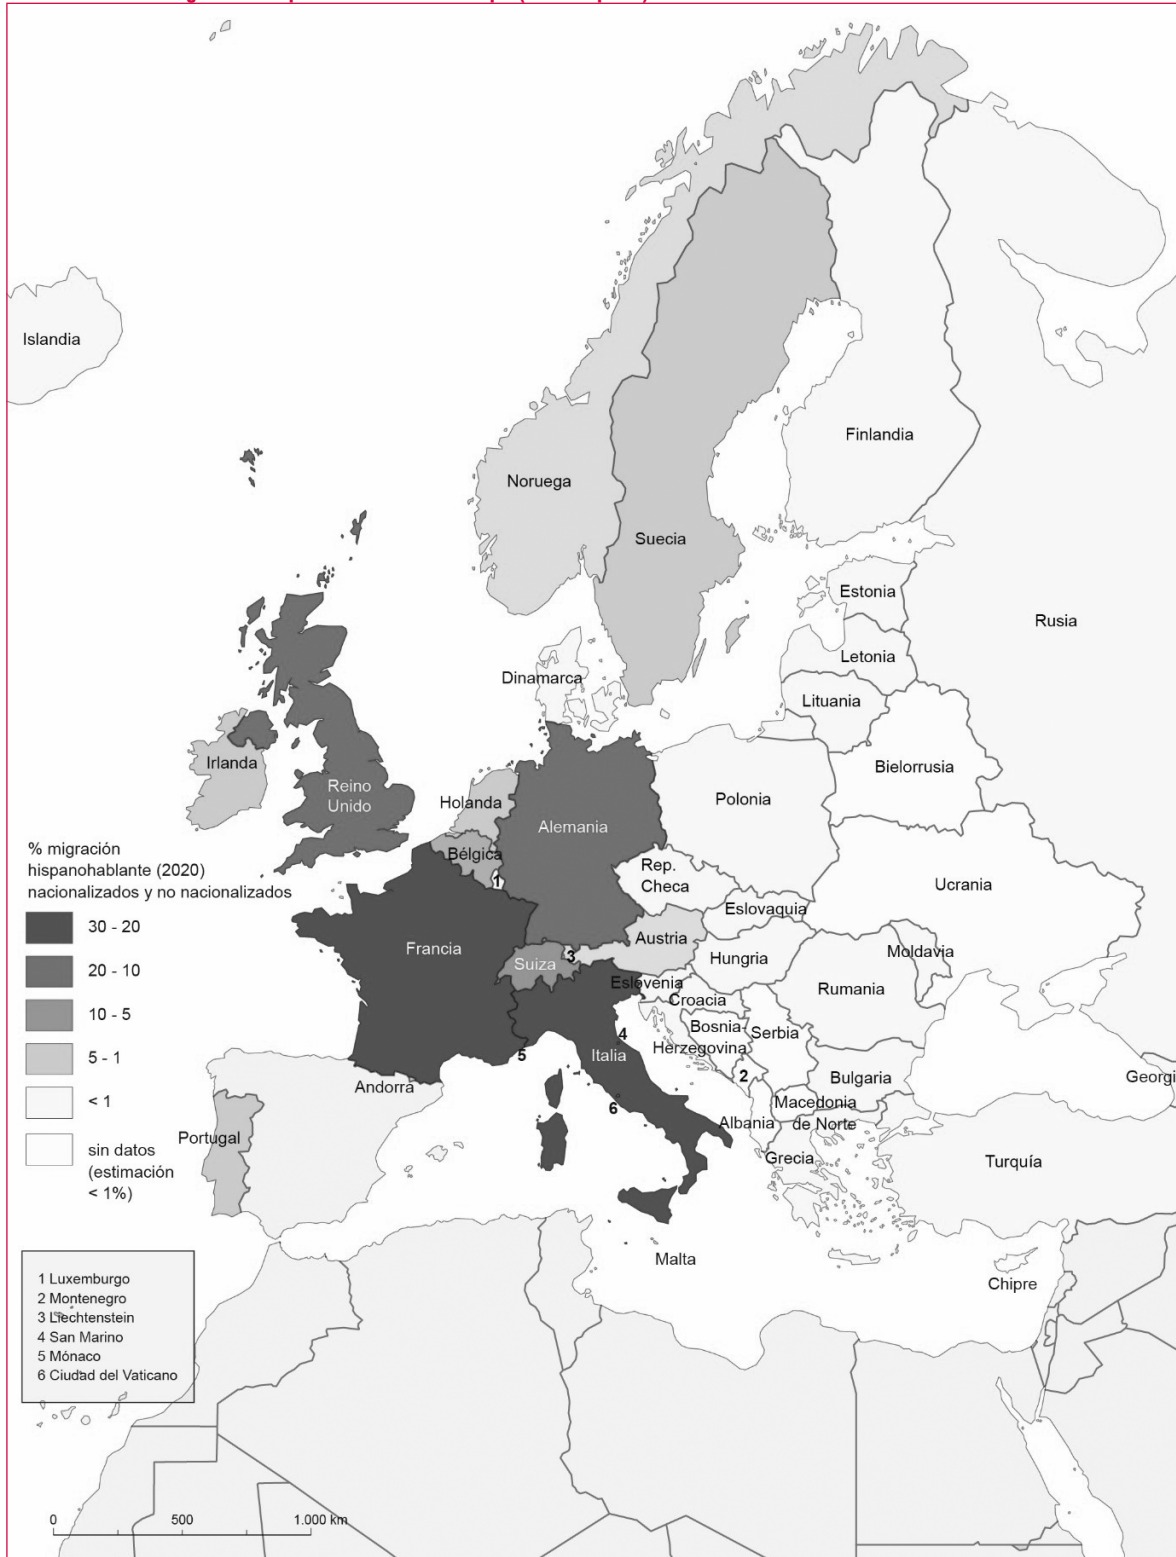 Islandia
Noruega
Finlandia
Suecia
Estonia
Rusia
Letonia
Dinamarca
Lituania
Irlanda
Bielorrusia
Reino
Unido
Holanda
Polonia
Alemania
% migración
hispanohablante (2020)
nacionalizados y no nacionalizados
30 - 20
20 - 10
10 - 5
5 - 1
< 1
sin datos
(estimación
< 1%)
Bélgica
1
Rep.
Checa
Ucrania
Eslovaquia
Francia
Austria
Moldavia
Suiza
3
Hungria
Eslovenia
Rumania
Croacia
Bosnia-
Herzegovina
Serbia
4
Italia
5
2
Andorra
Bulgaria
Georgi
6
Macedonia
de Norte
Portugal
Albania
Grecia
Turquía
Malta
Chipre
1 Luxemburgo
2 Montenegro
3 Liechtenstein
4 San Marino
5 Mónaco
6 Ciudad del Vaticano
0 500 1.000 km